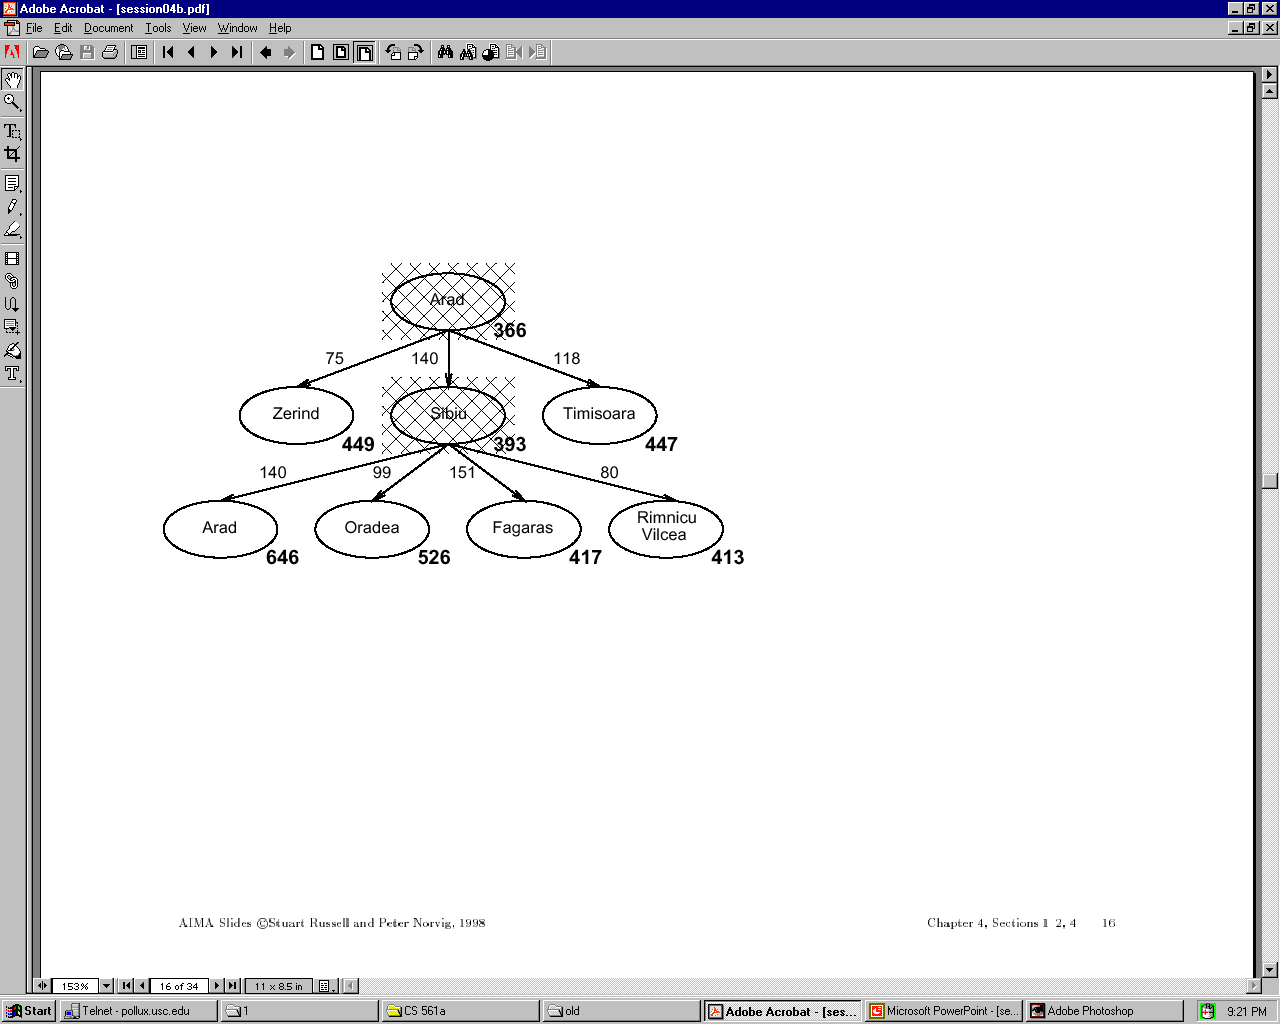 Adobe Acrobat - [session04b.pdf]
File Edit Document Tools View Window Help
Arad
366
75 140 118
Zerind Sibiu Timisoara
449 393 447
140 99 151 80
Arad Oradea Fagaras Rimnicu
Vilcea
646 526 417 413
AIMA Slides ©Stuart Russell and Peter Norvig, 1998 Chapter 4, Sections 1 2, 4 16
153% 16 of 34 11 x 8.5 in
Start Telnet - pollux.usc.edu 1 CS 561a old Adobe Acrobat - [ses... Microsoft PowerPoint - [se... Adobe Photoshop 9:21 PM